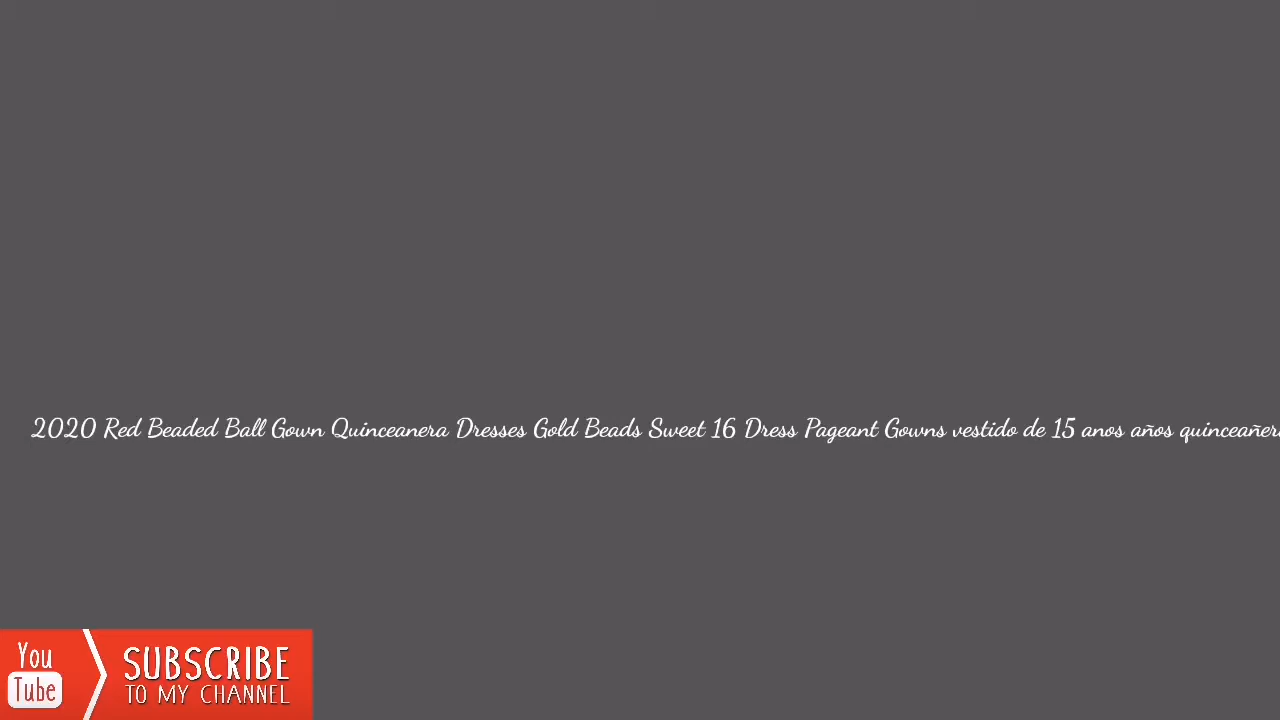 2020 Red Beaded Ball Gown Quinceanera Dresses Gold Beads Sweet 16 Dress Pageant Gowns vestido de 15 anos años
You
Tube
SUBSCRIBE
TO MY CHANNEL